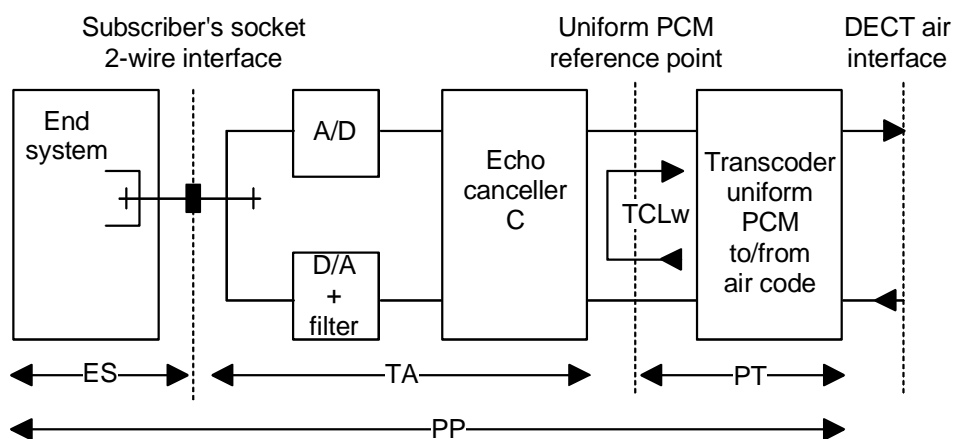 Subscriber's socket
2-wire interface
Uniform PCM
reference point
DECT air
interface
End
system
A/D
D/A
+
filter
Echo
canceller
C
TCLw
Transcoder
uniform
PCM
to/from
air code
ES
TA
PT
PP